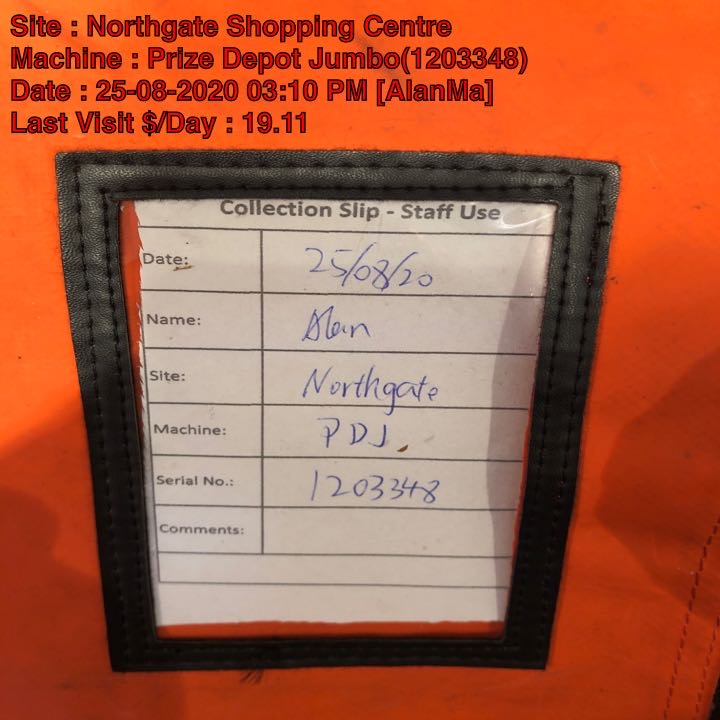 Site : Northgate Shopping Centre
Machine : Prize Depot Jumbo(1203348)
Date : 25-08-2020 03:10 PM [AlanMa]
Last Visit $/Day : 19.11
Collection Slip - Staff Use
Date: 25/08/20
Name: Alan
Site: Northgate
Machine: PDJ
Serial No.: 1203348
Comments: